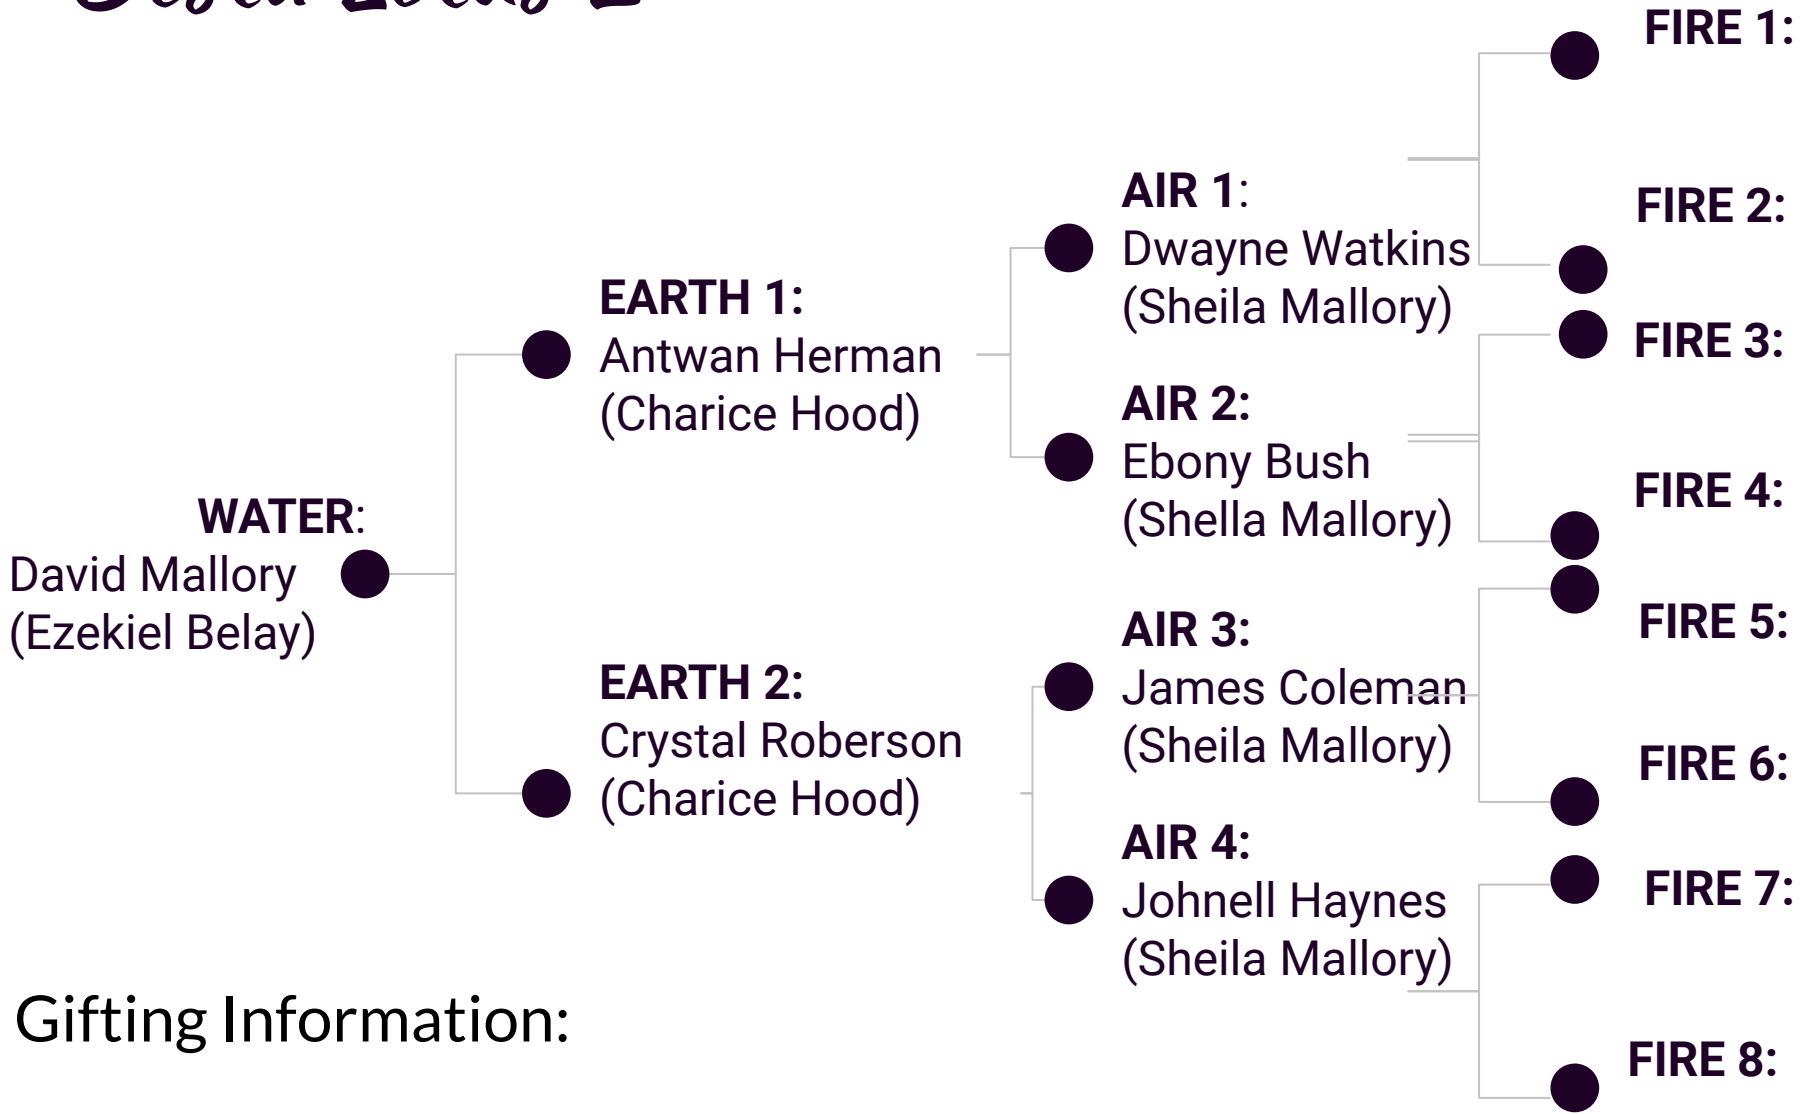 WATER:
David Mallory
(Ezekiel Belay)
EARTH 1:
Antwan Herman
(Charice Hood)
EARTH 2:
Crystal Roberson
(Charice Hood)
AIR 1:
Dwayne Watkins
(Sheila Mallory)
AIR 2:
Ebony Bush
(Shella Mallory)
AIR 3:
James Coleman
(Sheila Mallory)
AIR 4:
Johnell Haynes
(Sheila Mallory)
FIRE 1:
FIRE 2:
FIRE 3:
FIRE 4:
FIRE 5:
FIRE 6:
FIRE 7:
FIRE 8:
Gifting Information: